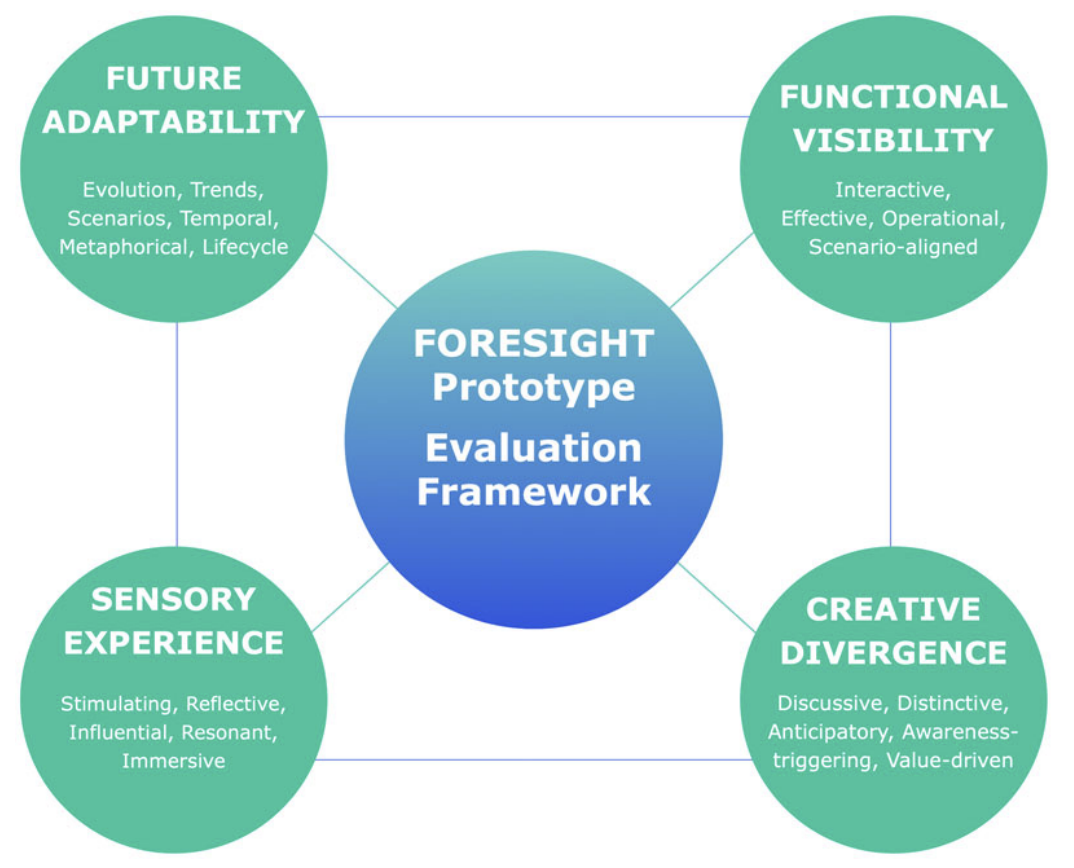 FUTURE
ADAPTABILITY
Evolution, Trends,
Scenarios, Temporal,
Metaphorical, Lifecycle
FUNCTIONAL
VISIBILITY
Interactive,
Effective, Operational,
Scenario-aligned
FORESIGHT
Prototype
Evaluation
Framework
SENSORY
EXPERIENCE
Stimulating, Reflective,
Influential, Resonant,
Immersive
CREATIVE
DIVERGENCE
Discussive, Distinctive,
Anticipatory, Awareness-
triggering, Value-driven